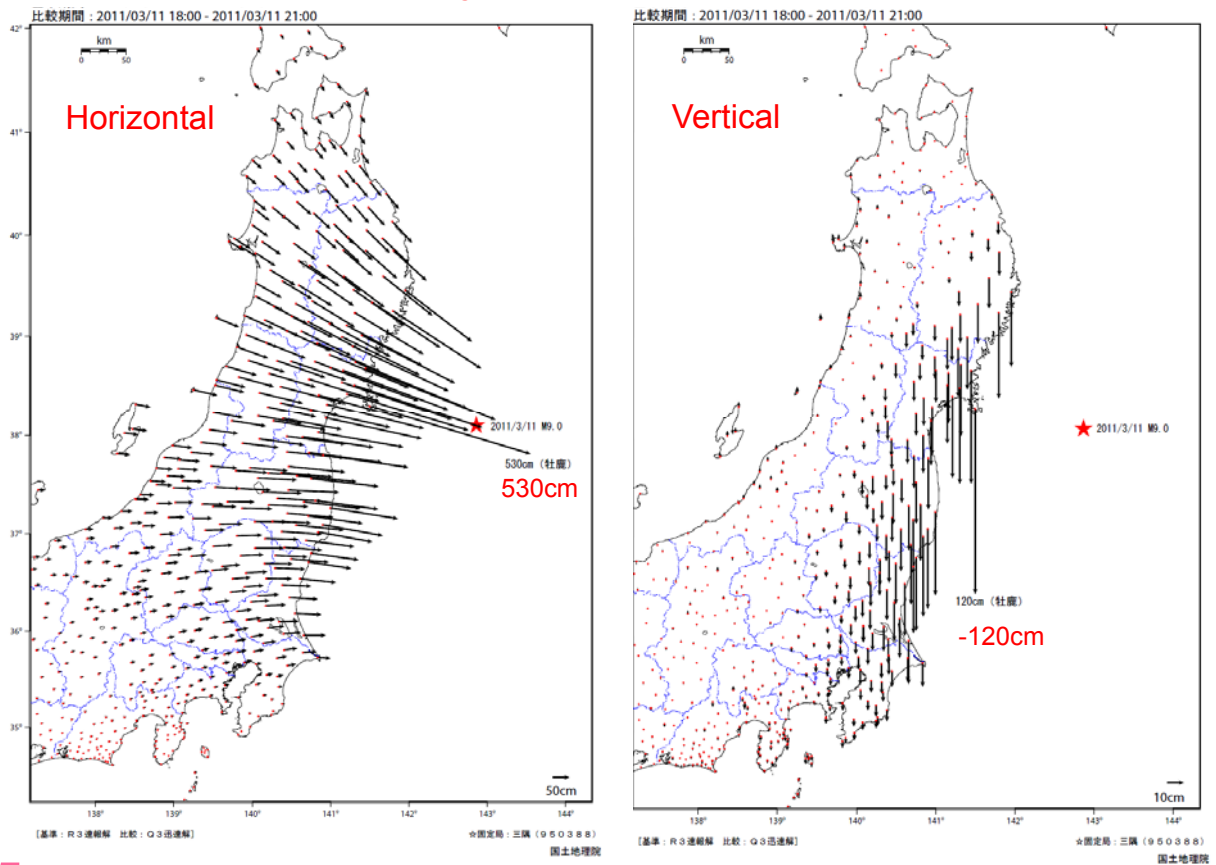 比較期間：2011/03/11 18:00 - 2011/03/11 21:00
km
0 50
Horizontal
42°
41°
40°
39°
38°
37°
36°
35°
2011/3/11 M9.0
530cm (牡鹿)
530cm
50cm
138° 139° 140° 141° 142° 143° 144°
[基準：R3速報解 比較：Q3迅速解]
☆固定局：三隅 (950388)
国土地理院
比較期間：2011/03/11 18:00 - 2011/03/11 21:00
km
0 50
Vertical
2011/3/11 M9.0
120cm (牡鹿)
-120cm
10cm
138° 139° 140° 141° 142° 143° 144°
[基準：R3速報解 比較：Q3迅速解]
☆固定局：三隅 (950388)
国土地理院